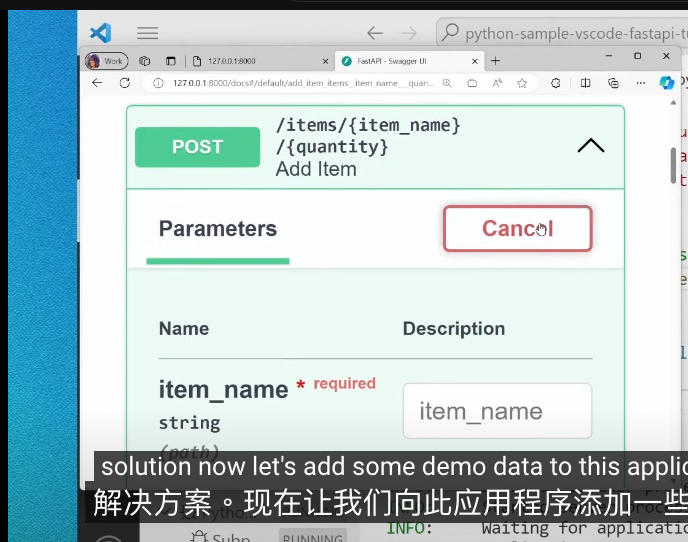 python-sample-vscode-fastapi-tu
Work
127.0.0.1:8000
FastAPI - Swagger UI
127.0.0.1:8000/docs#/default/add_item_items__item_name__quan...
POST
/items/{item_name}
/{quantity}
Add Item
Parameters
Cancel
Name
Description
item_name * required
item_name
string
(path)
solution now let's add some demo data to this applic
解决方案。现在让我们向此应用程序添加一些
INFO:
Waiting for applicatio
RUNNING